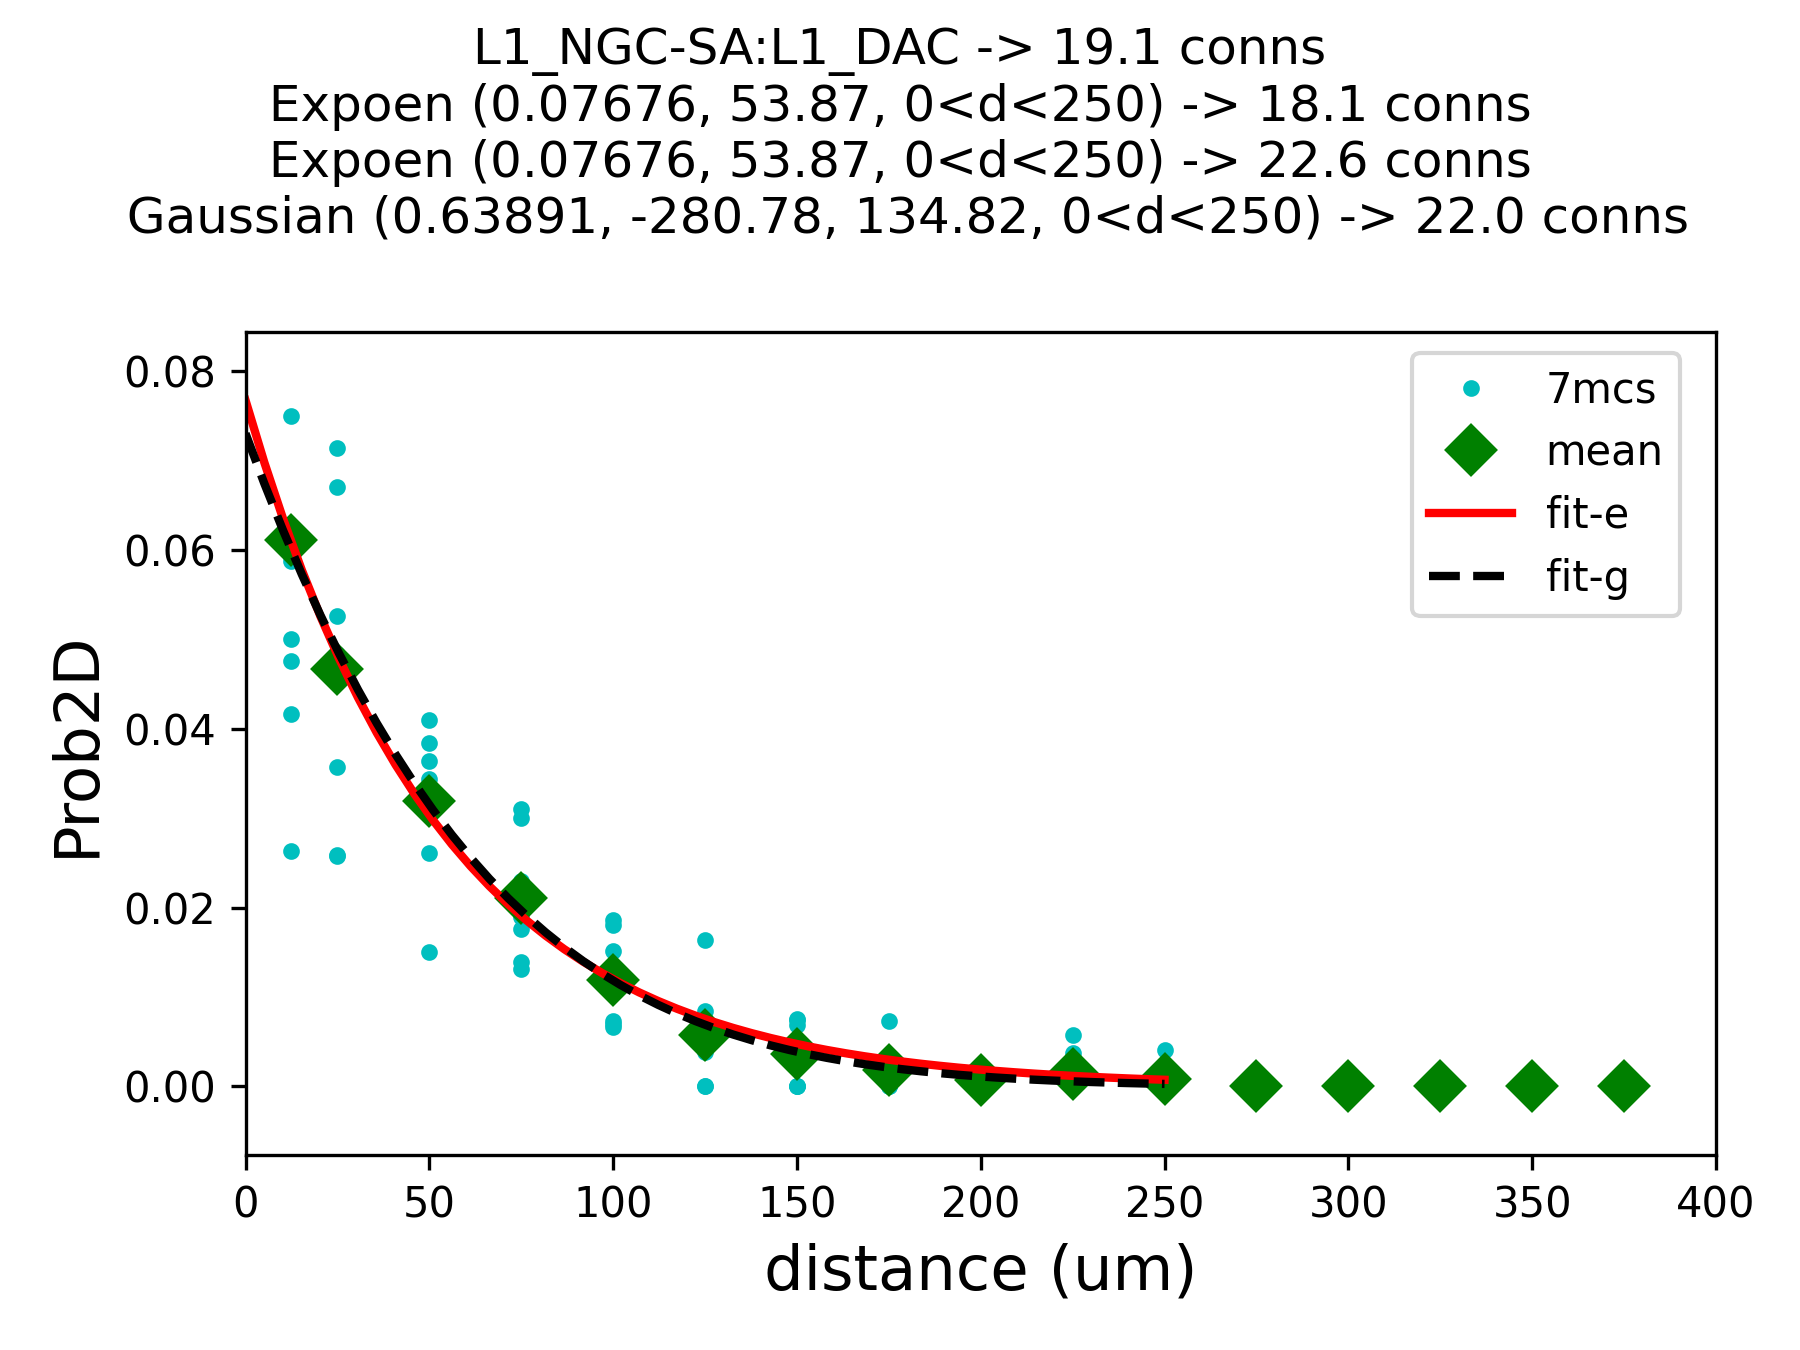 L1_NGC-SA:L1_DAC -> 19.1 conns
Expoen (0.07676, 53.87, 0<d<250) -> 18.1 conns
Expoen (0.07676, 53.87, 0<d<250) -> 22.6 conns
Gaussian (0.63891, -280.78, 134.82, 0<d<250) -> 22.0 conns
7mcs
mean
fit-e
fit-g
Prob2D
0.08
0.06
0.04
0.02
0.00
0 50 100 150 200 250 300 350 400
distance (um)